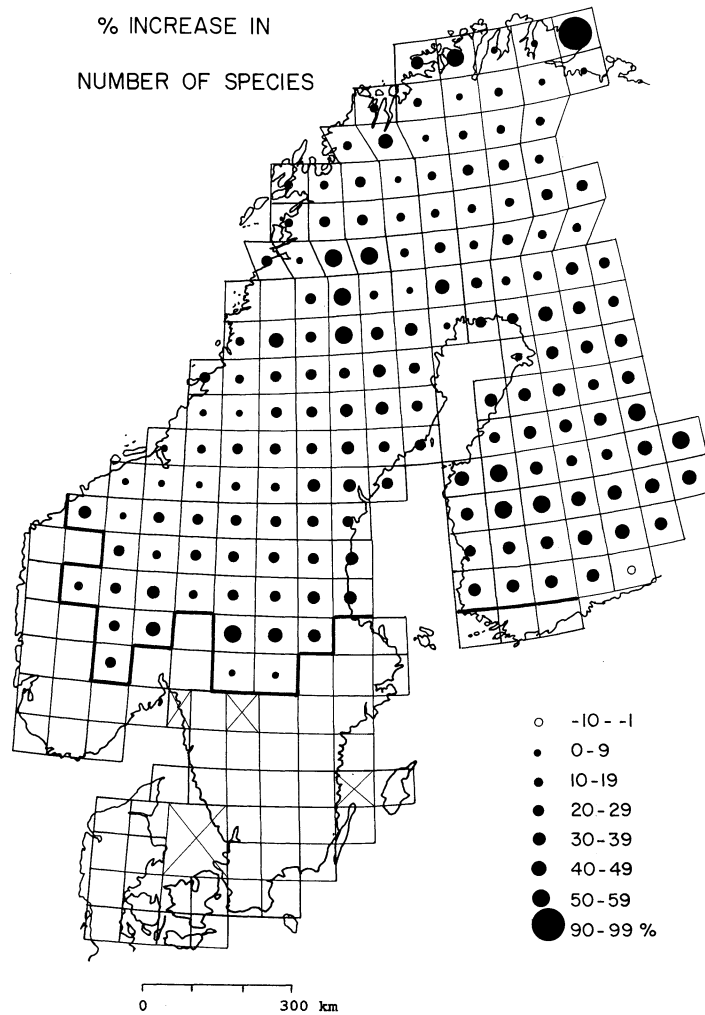 % INCREASE IN
NUMBER OF SPECIES
-10--1
0-9
10-19
20-29
30-39
40-49
50-59
90-99 %
0 300 km